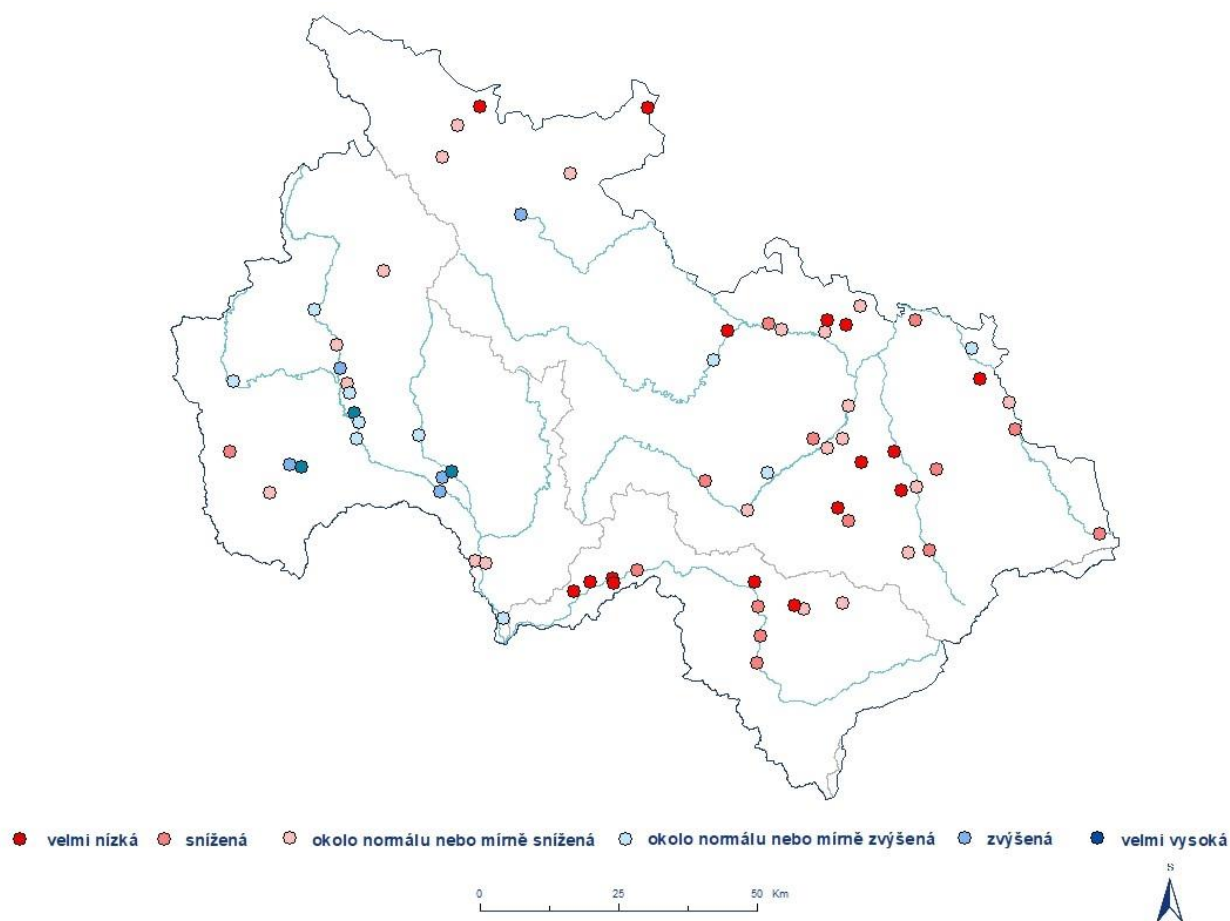 velmi nízká snížená okolo normálu nebo mírně snížená okolo normálu nebo mírně zvýšená zvýšená velmi vysoká
S
0 25 50 Km